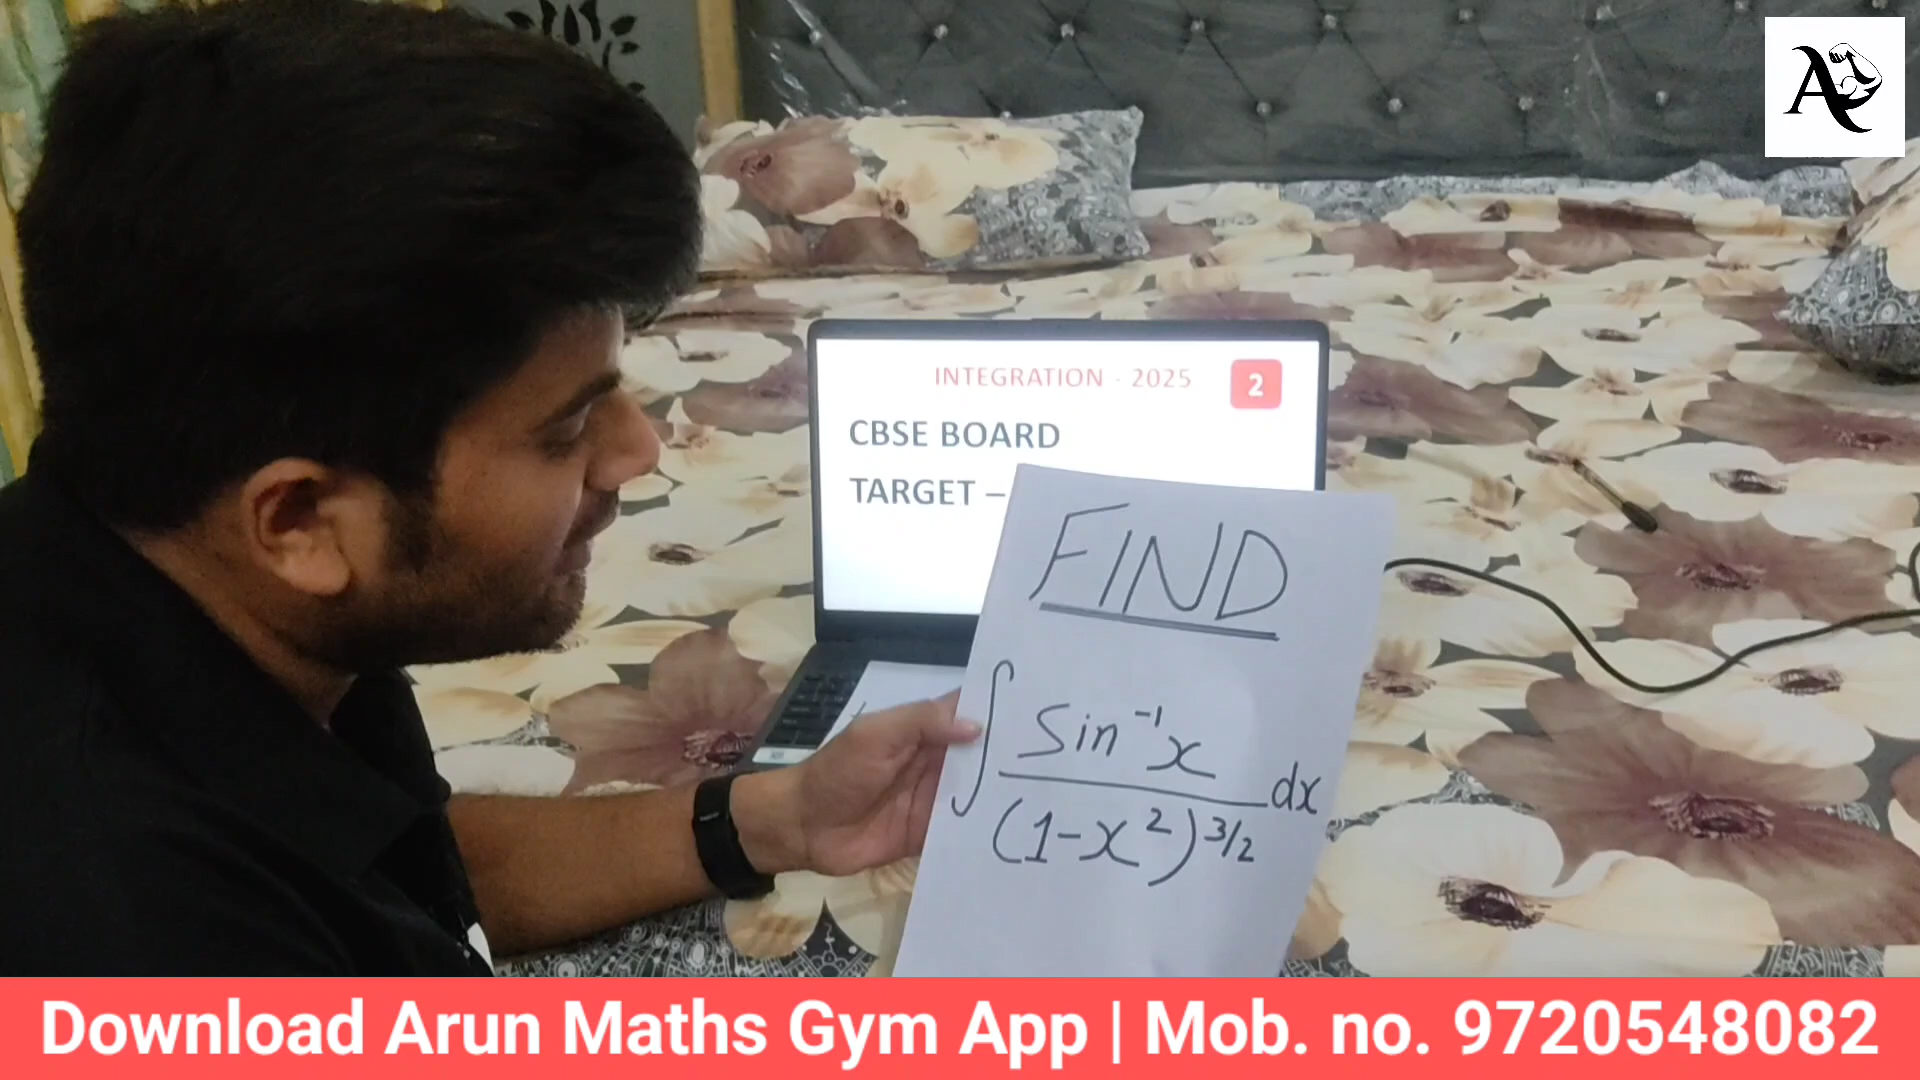 INTEGRATION - 2025
2
CBSE BOARD
TARGET –
FIND
∫ Sin⁻¹x / (1-x²)^3/2 dx
Download Arun Maths Gym App | Mob. no. 9720548082